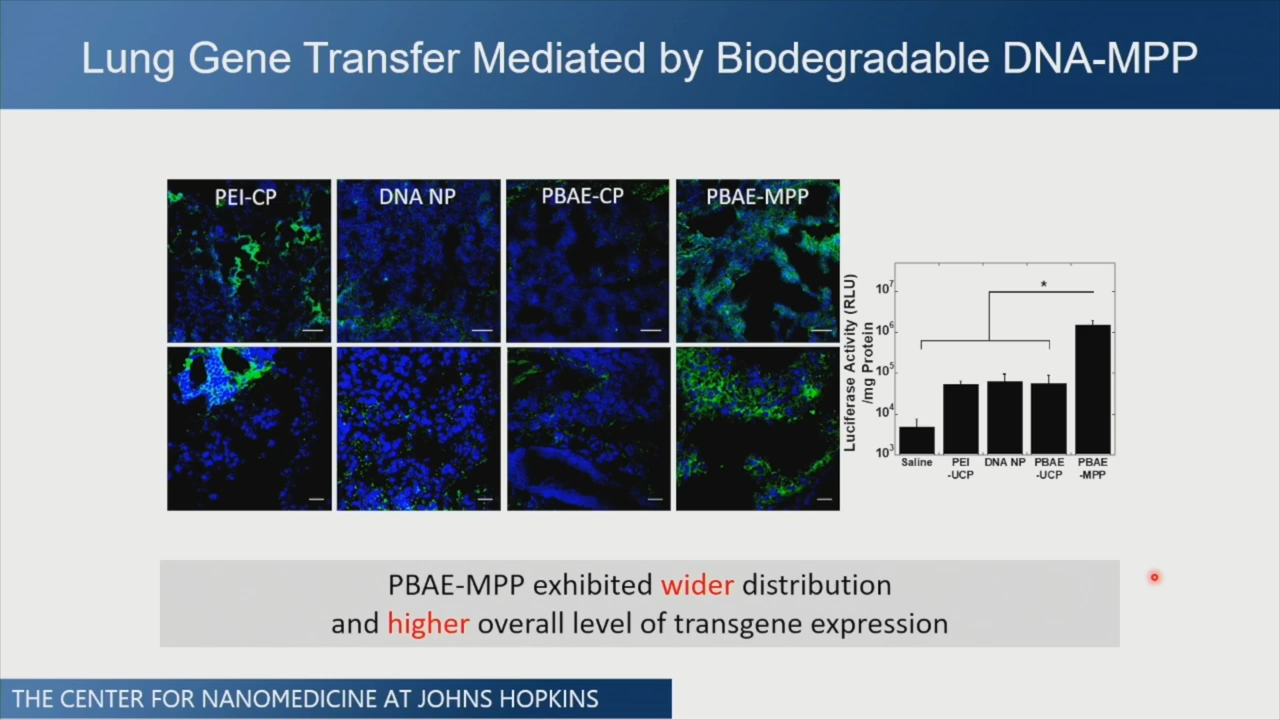 Lung Gene Transfer Mediated by Biodegradable DNA-MPP
PEI-CP
DNA NP
PBAE-CP
PBAE-MPP
Luciferase Activity (RLU)
/mg Protein
10⁷
10⁶
10⁵
10⁴
10³
*
Saline
PEI
-UCP
DNA NP
PBAE
-UCP
PBAE
-MPP
PBAE-MPP exhibited wider distribution
and higher overall level of transgene expression
THE CENTER FOR NANOMEDICINE AT JOHNS HOPKINS